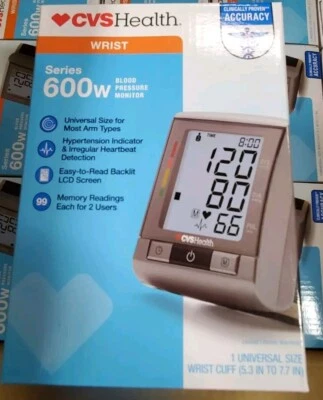 CVSHealth.
WRIST
CLINICALLY PROVEN
ACCURACY
Series
600w
BLOOD
PRESSURE
MONITOR
Universal Size for
Most Arm Types
Hypertension Indicator
& Irregular Heartbeat
Detection
Easy-to-Read Backlit
LCD Screen
99
Memory Readings
Each for 2 Users
TIME
8:00
120
80
M
66
CVSHealth
1 UNIVERSAL SIZE
WRIST CUFF (5.3 IN TO 7.7 IN)